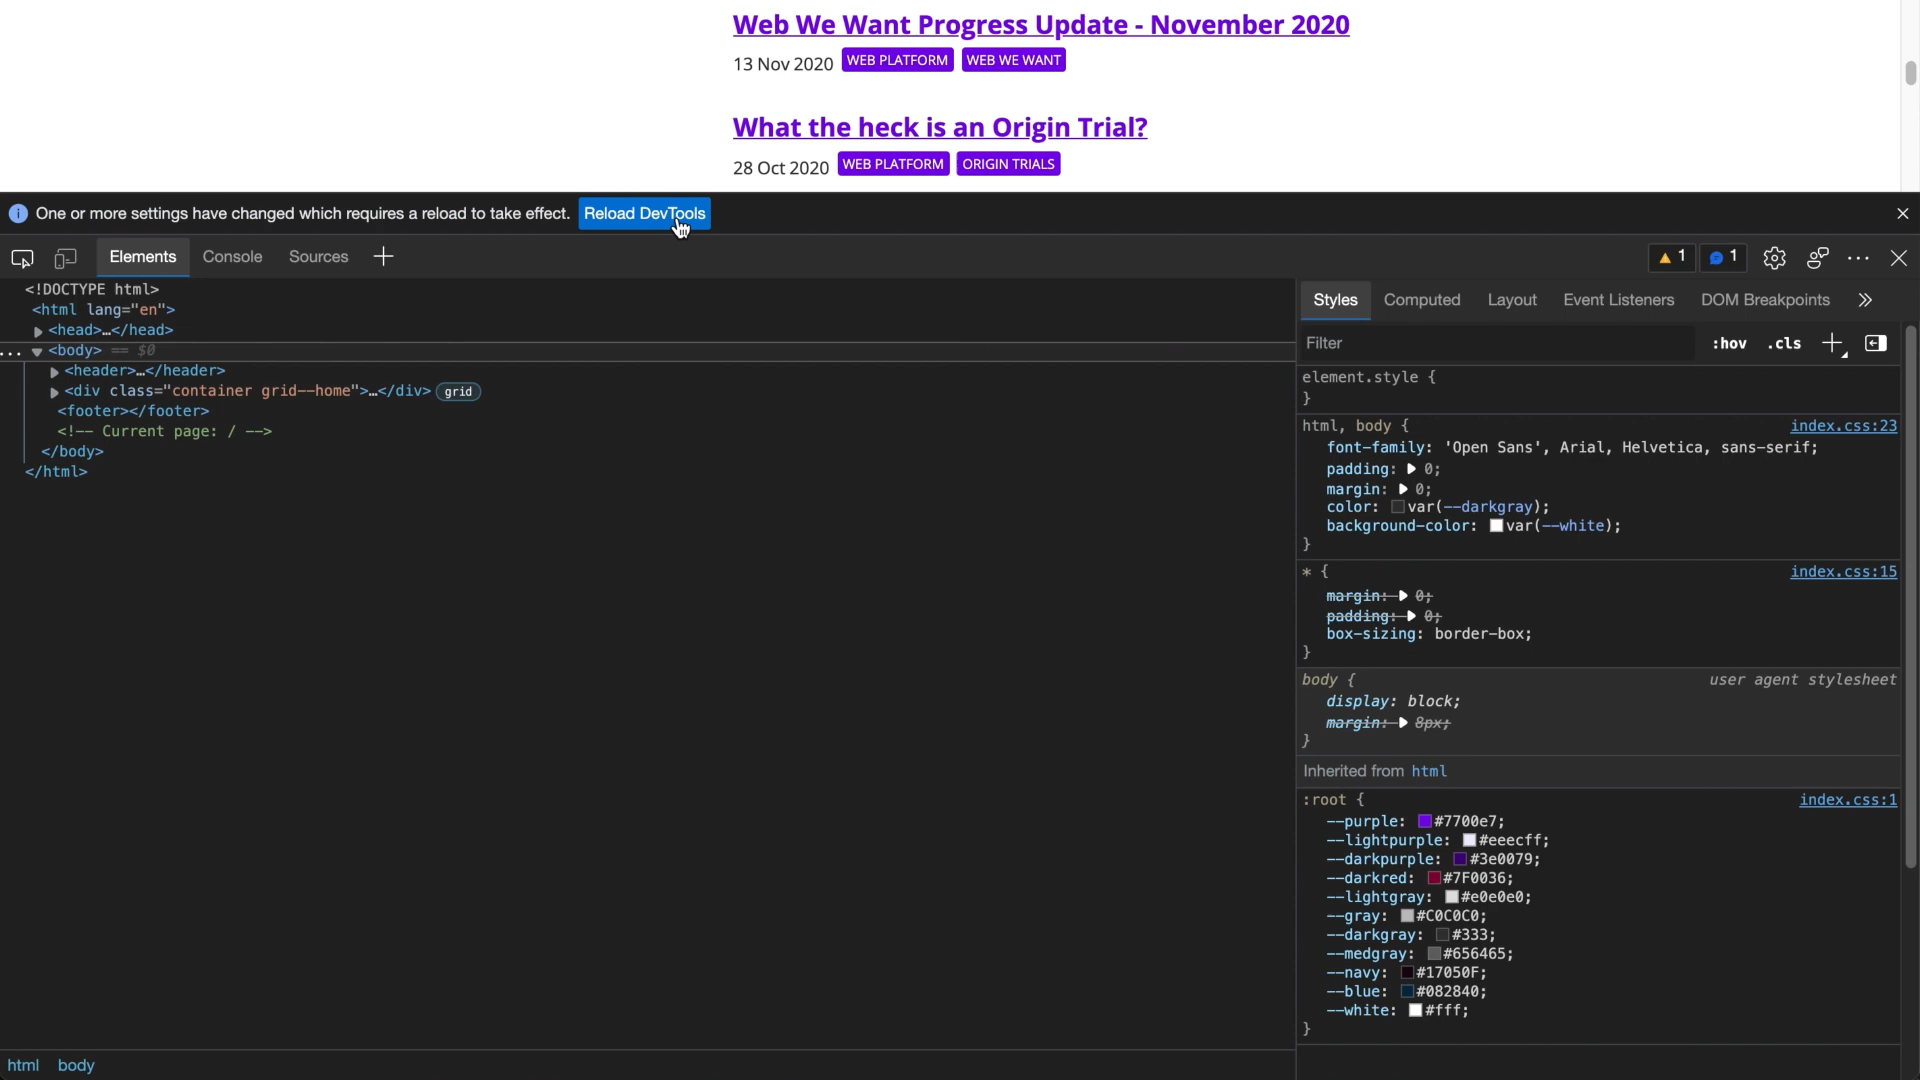 Web We Want Progress Update - November 2020
13 Nov 2020 WEB PLATFORM WEB WE WANT
What the heck is an Origin Trial?
28 Oct 2020 WEB PLATFORM ORIGIN TRIALS
One or more settings have changed which requires a reload to take effect. Reload DevTools
Elements Console Sources 1 1
<!DOCTYPE html>
<html lang="en">
<head>…</head>
... <body> == $0
<header>…</header>
<div class="container grid--home">…</div> grid
<footer></footer>
<!-- Current page: / -->
</body>
</html>
html body
Styles Computed Layout Event Listeners DOM Breakpoints
Filter :hov .cls
element.style {
}
html, body { index.css:23
font-family: 'Open Sans', Arial, Helvetica, sans-serif;
padding: 0;
margin: 0;
color: var(--darkgray);
background-color: var(--white);
}
* { index.css:15
margin: 0;
padding: 0;
box-sizing: border-box;
}
body { user agent stylesheet
display: block;
margin: 8px;
}
Inherited from html
:root { index.css:1
--purple: #7700e7;
--lightpurple: #eeecff;
--darkpurple: #3e0079;
--darkred: #7F0036;
--lightgray: #e0e0e0;
--gray: #C0C0C0;
--darkgray: #333;
--medgray: #656465;
--navy: #17050F;
--blue: #082840;
--white: #fff;
}